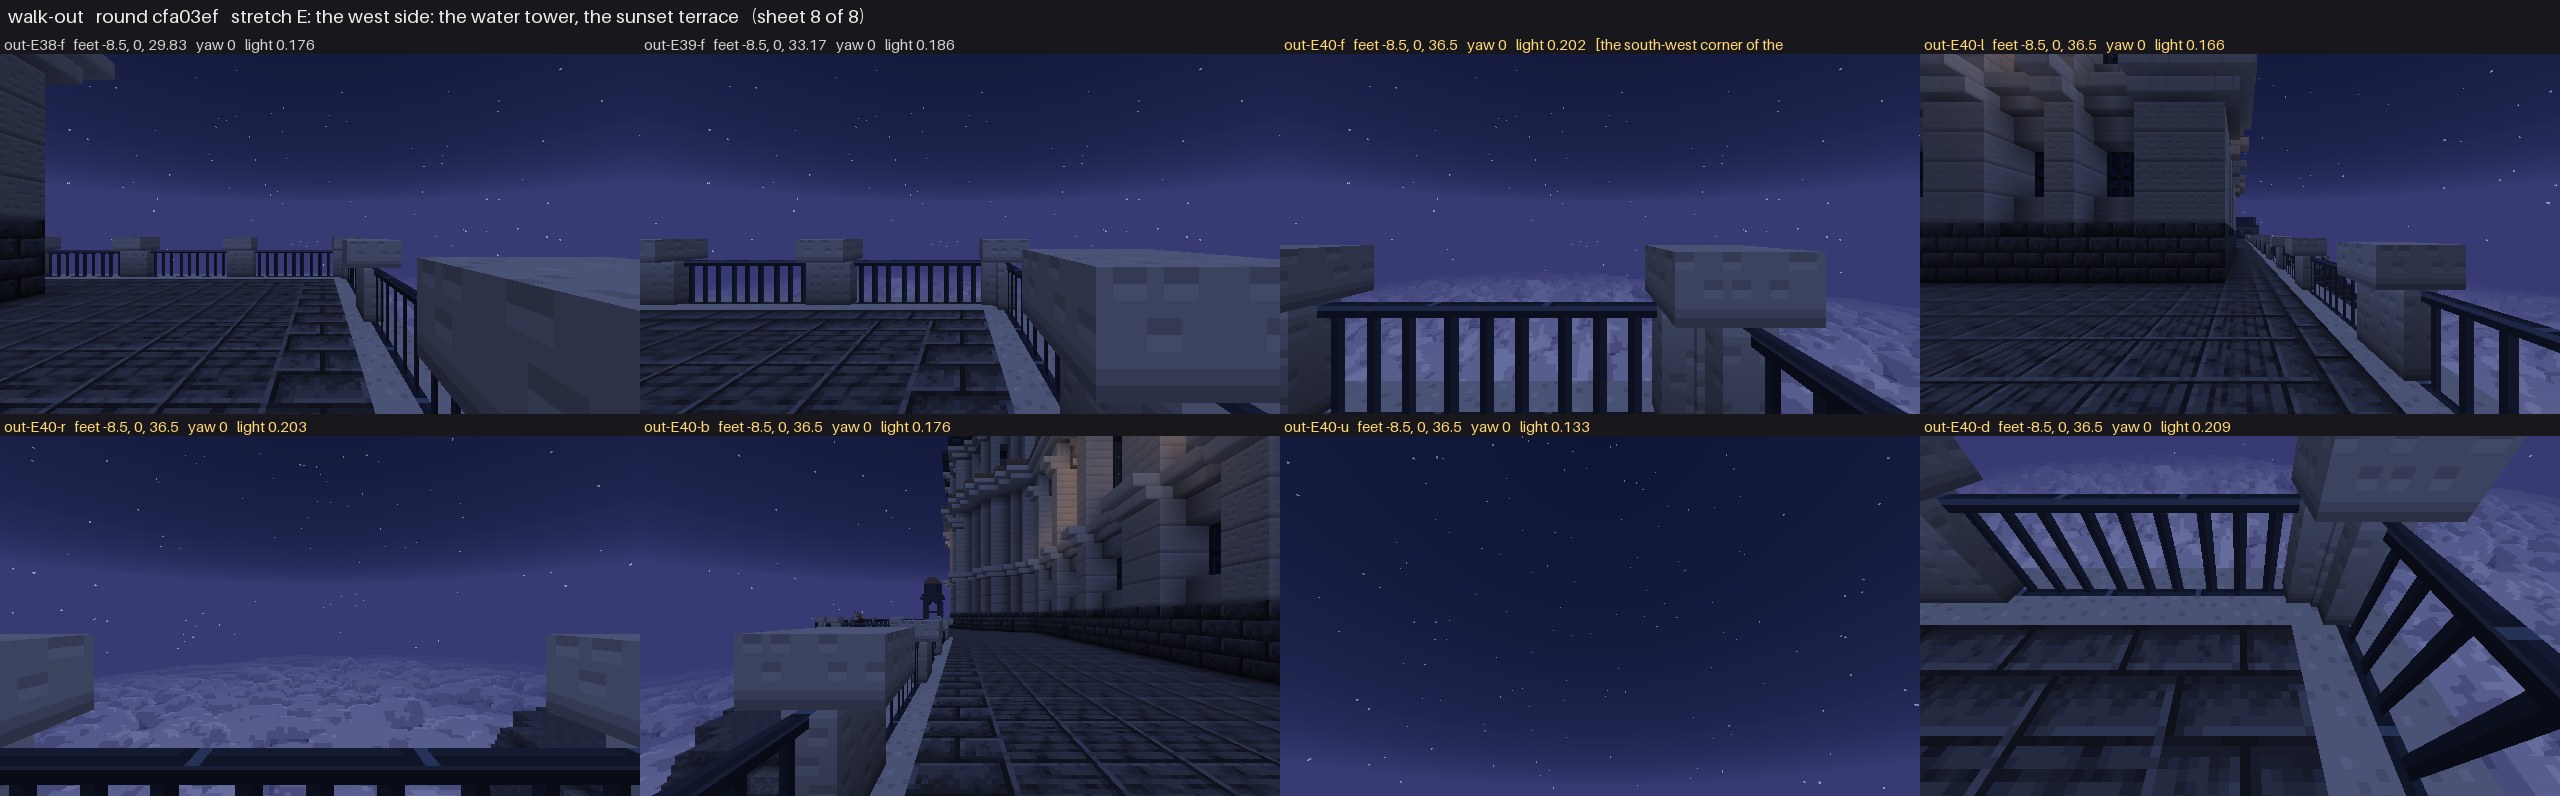 walk-out round cfa03ef stretch E: the west side: the water tower, the sunset terrace (sheet 8 of 8)
out-E38-f feet -8.5, 0, 29.83 yaw 0 light 0.176
out-E39-f feet -8.5, 0, 33.17 yaw 0 light 0.186
out-E40-f feet -8.5, 0, 36.5 yaw 0 light 0.202 [the south-west corner of the
out-E40-l feet -8.5, 0, 36.5 yaw 0 light 0.166
out-E40-r feet -8.5, 0, 36.5 yaw 0 light 0.203
out-E40-b feet -8.5, 0, 36.5 yaw 0 light 0.176
out-E40-u feet -8.5, 0, 36.5 yaw 0 light 0.133
out-E40-d feet -8.5, 0, 36.5 yaw 0 light 0.209